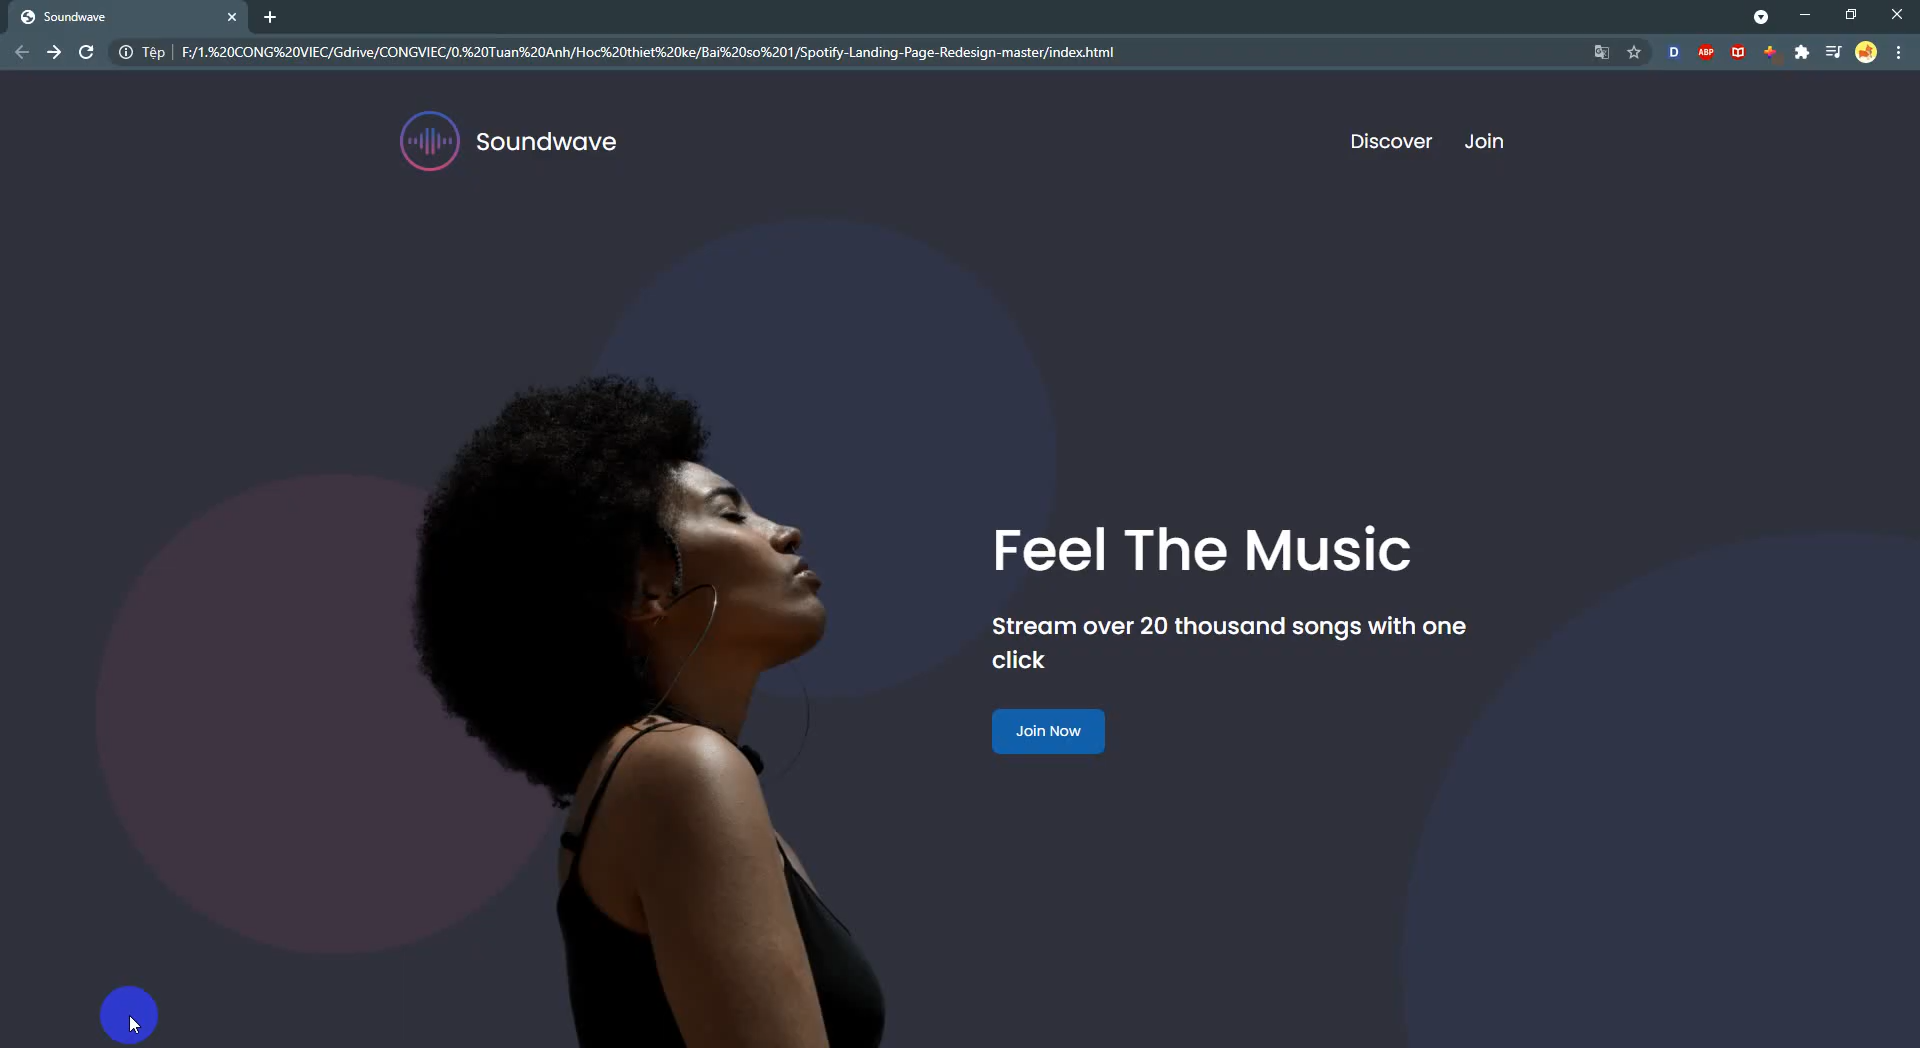 Soundwave
Tệp
F:/1.%20CONG%20VIEC/Gdrive/CONGVIEC/0.%20Tuan%20Anh/Hoc%20thiet%20ke/Bai%20so%201/Spotify-Landing-Page-Redesign-master/index.html
D
ABP
Soundwave
Discover
Join
Feel The Music
Stream over 20 thousand songs with one
click
Join Now